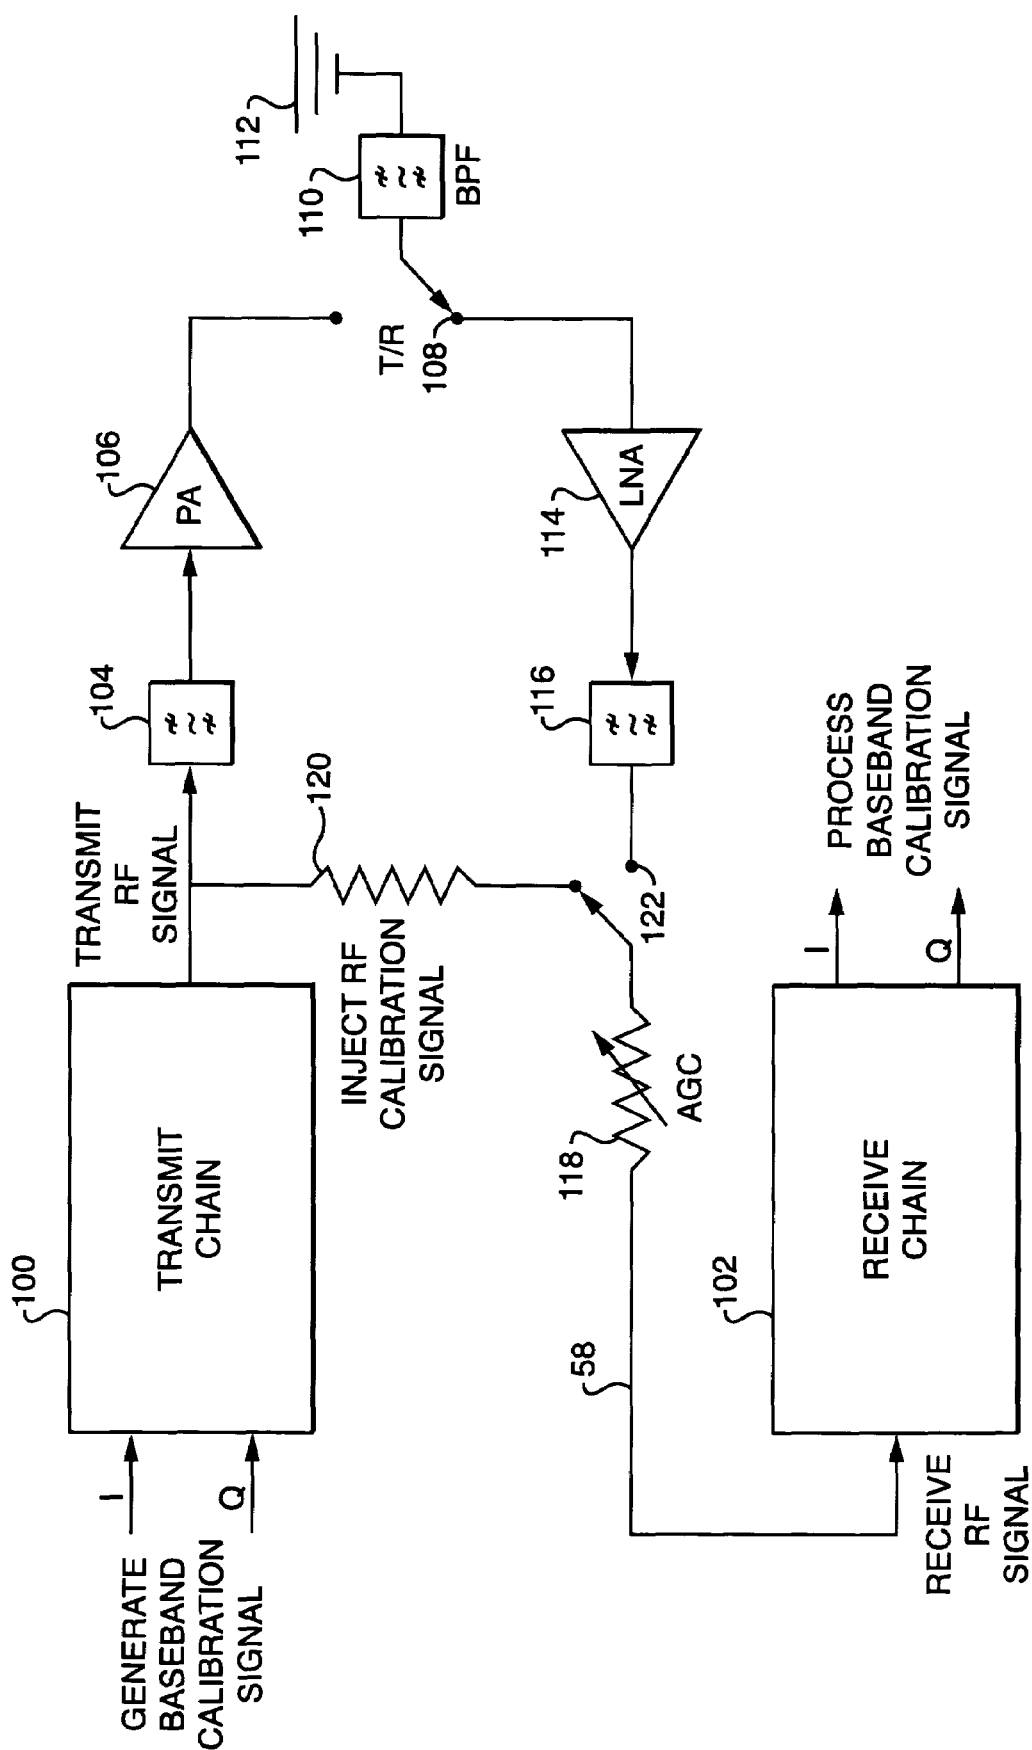 GENERATE
BASEBAND
CALIBRATION
SIGNAL
I
Q
100
TRANSMIT
CHAIN
TRANSMIT
RF
SIGNAL
104
106
PA
T/R
108
110
BPF
112
INJECT RF
CALIBRATION
SIGNAL
120
122
116
114
LNA
118
AGC
58
RECEIVE
RF
SIGNAL
102
RECEIVE
CHAIN
I
Q
PROCESS
BASEBAND
CALIBRATION
SIGNAL